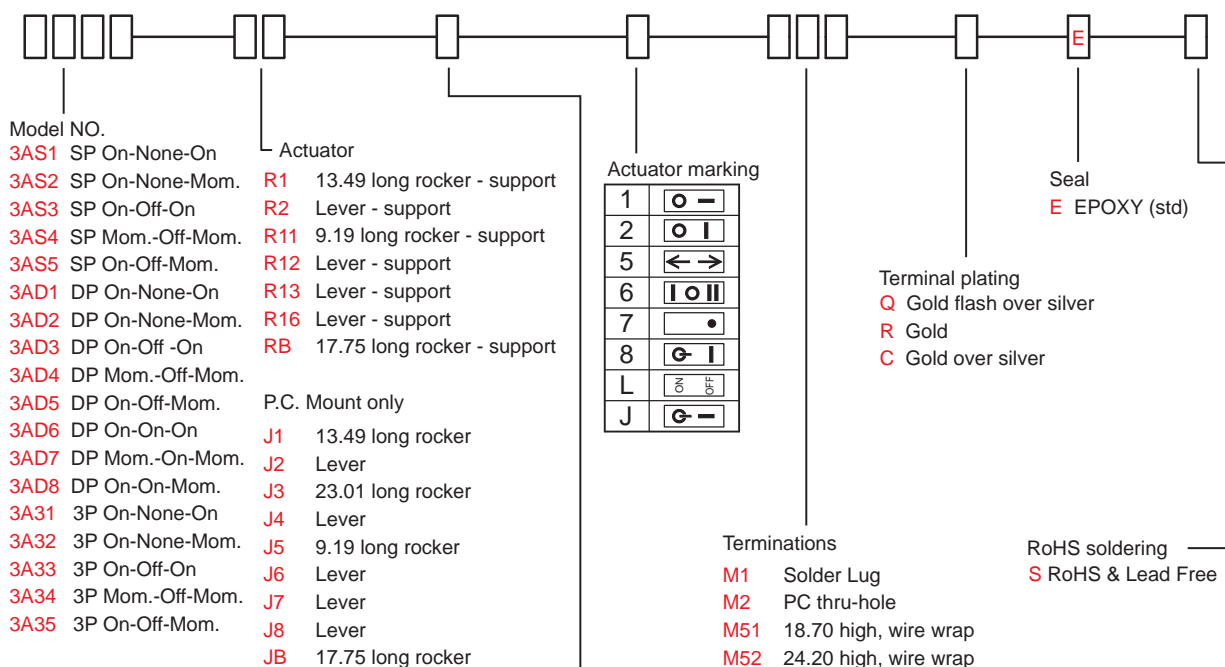 E
Model NO.
3AS1 SP On-None-On
3AS2 SP On-None-Mom.
3AS3 SP On-Off-On
3AS4 SP Mom.-Off-Mom.
3AS5 SP On-Off-Mom.
3AD1 DP On-None-On
3AD2 DP On-None-Mom.
3AD3 DP On-Off -On
3AD4 DP Mom.-Off-Mom.
3AD5 DP On-Off-Mom.
3AD6 DP On-On-On
3AD7 DP Mom.-On-Mom.
3AD8 DP On-On-Mom.
3A31 3P On-None-On
3A32 3P On-None-Mom.
3A33 3P On-Off-On
3A34 3P Mom.-Off-Mom.
3A35 3P On-Off-Mom.
Actuator
R1 13.49 long rocker - support
R2 Lever - support
R11 9.19 long rocker - support
R12 Lever - support
R13 Lever - support
R16 Lever - support
RB 17.75 long rocker - support
P.C. Mount only
J1 13.49 long rocker
J2 Lever
J3 23.01 long rocker
J4 Lever
J5 9.19 long rocker
J6 Lever
J7 Lever
J8 Lever
JB 17.75 long rocker
Actuator marking
1 O —
2 O I
5 ← →
6 I O II
7 •
8 I
L ON OFF
J —
Terminations
M1 Solder Lug
M2 PC thru-hole
M51 18.70 high, wire wrap
M52 24.20 high, wire wrap
Terminal plating
Q Gold flash over silver
R Gold
C Gold over silver
Seal
E EPOXY (std)
RoHS soldering
S RoHS & Lead Free